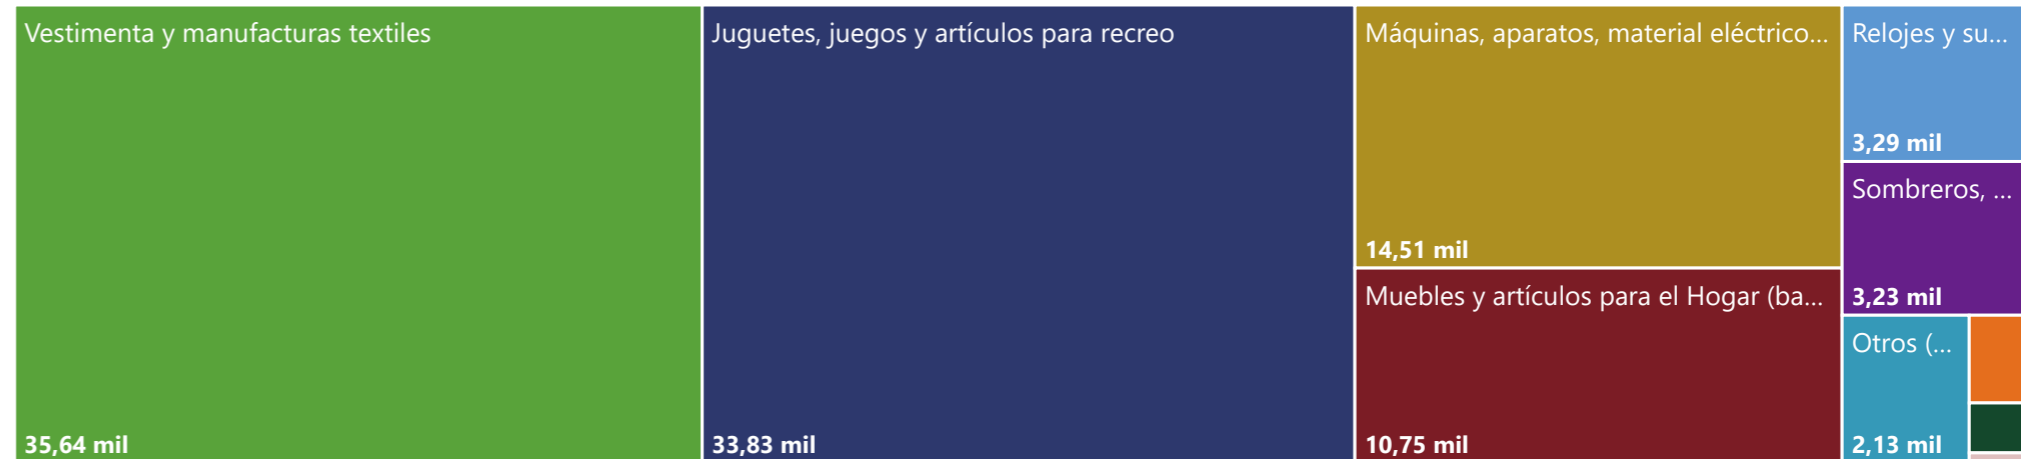 Vestimenta y manufacturas textiles
35,64 mil
Juguetes, juegos y artículos para recreo
33,83 mil
Máquinas, aparatos, material eléctrico...
14,51 mil
Muebles y artículos para el Hogar (ba...
10,75 mil
Relojes y su...
3,29 mil
Sombreros, ...
3,23 mil
Otros (...
2,13 mil